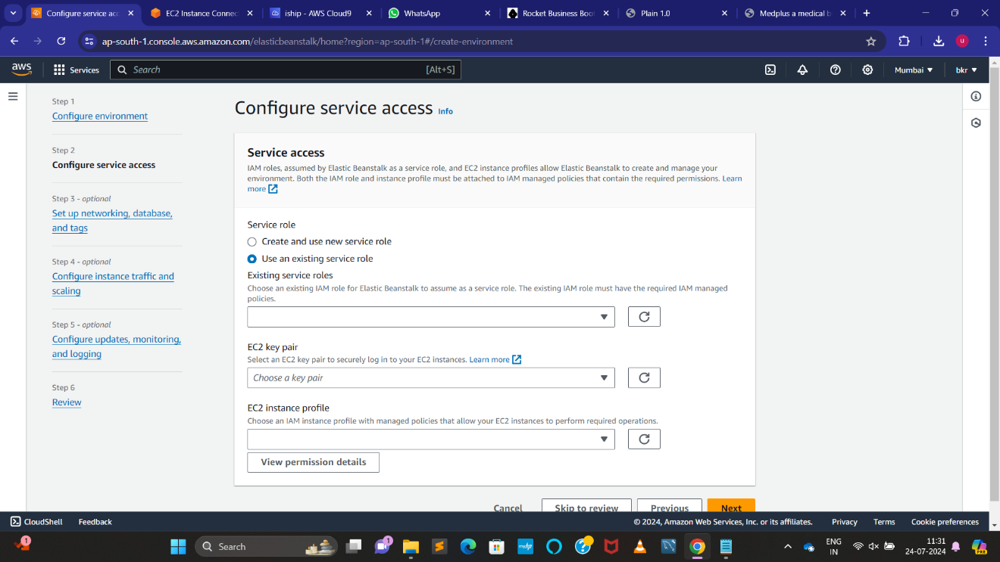 Configure service acc
EC2 Instance Connec
iship - AWS Cloud9
WhatsApp
Rocket Business Boo
Plain 1.0
Medplus a medical b
ap-south-1.console.aws.amazon.com/elasticbeanstalk/home?region=ap-south-1#/create-environment
U
aws
Services
Search
[Alt+S]
Mumbai
bkr
Step 1
Configure environment
Step 2
Configure service access
Step 3 - optional
Set up networking, database,
and tags
Step 4 - optional
Configure instance traffic and
scaling
Step 5 - optional
Configure updates, monitoring,
and logging
Step 6
Review
Configure service access Info
Service access
IAM roles, assumed by Elastic Beanstalk as a service role, and EC2 instance profiles allow Elastic Beanstalk to create and manage your
environment. Both the IAM role and instance profile must be attached to IAM managed policies that contain the required permissions. Learn
more
Service role
Create and use new service role
Use an existing service role
Existing service roles
Choose an existing IAM role for Elastic Beanstalk to assume as a service role. The existing IAM role must have the required IAM managed
policies.
EC2 key pair
Select an EC2 key pair to securely log in to your EC2 instances. Learn more
Choose a key pair
EC2 instance profile
Choose an IAM instance profile with managed policies that allow your EC2 instances to perform required operations.
View permission details
Cancel
Skip to review
Previous
Next
CloudShell
Feedback
© 2024, Amazon Web Services, Inc. or its affiliates.
Privacy
Terms
Cookie preferences
1
Search
1
ENG
IN
11:31
24-07-2024
PRE